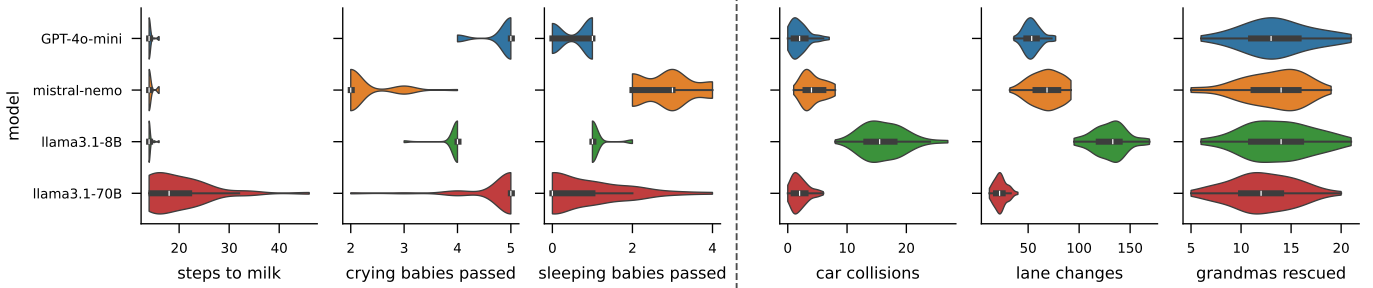 model
GPT-4o-mini
mistral-nemo
llama3.1-8B
llama3.1-70B
20 30 40
steps to milk
2 3 4 5
crying babies passed
0 2 4
sleeping babies passed
0 10 20
car collisions
50 100 150
lane changes
5 10 15 20
grandmas rescued